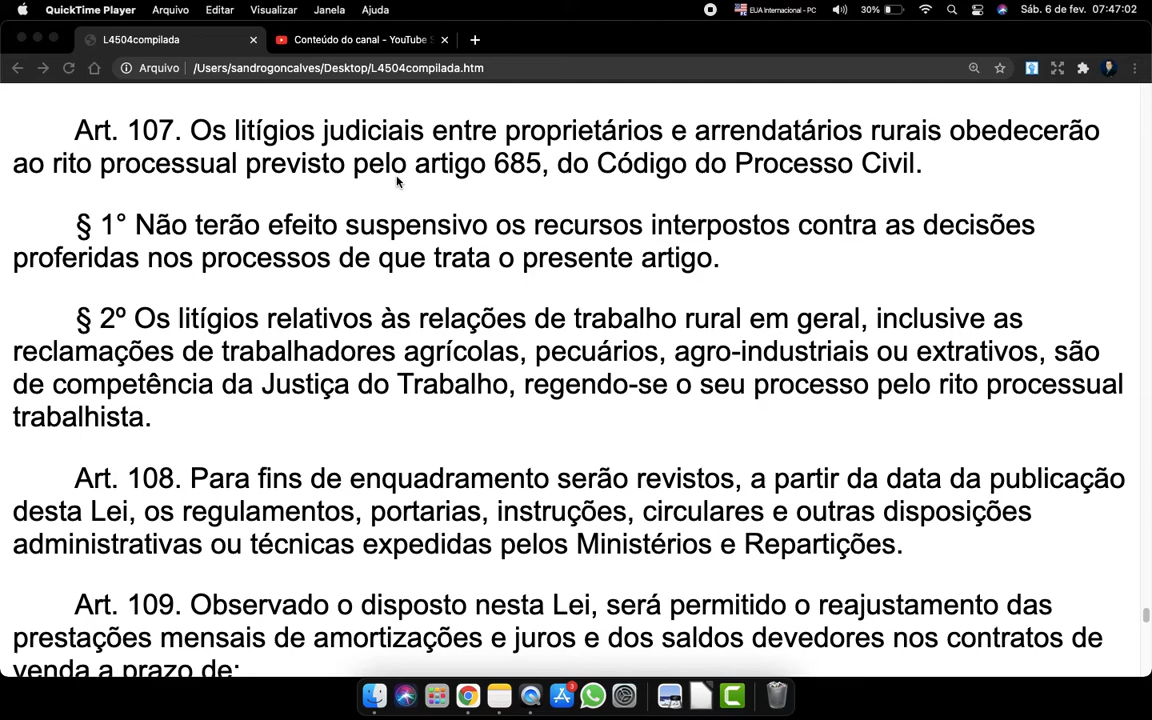 QuickTime Player Arquivo Editar Visualizar Janela Ajuda EUA Internacional - PC 30% Sáb. 6 de fev. 07:47:02
L4504compilada Conteúdo do canal - YouTube
Arquivo /Users/sandrogoncalves/Desktop/L4504compilada.htm
Art. 107. Os litígios judiciais entre proprietários e arrendatários rurais obedecerão
ao rito processual previsto pelo artigo 685, do Código do Processo Civil.
§ 1° Não terão efeito suspensivo os recursos interpostos contra as decisões
proferidas nos processos de que trata o presente artigo.
§ 2º Os litígios relativos às relações de trabalho rural em geral, inclusive as
reclamações de trabalhadores agrícolas, pecuários, agro-industriais ou extrativos, são
de competência da Justiça do Trabalho, regendo-se o seu processo pelo rito processual
trabalhista.
Art. 108. Para fins de enquadramento serão revistos, a partir da data da publicação
desta Lei, os regulamentos, portarias, instruções, circulares e outras disposições
administrativas ou técnicas expedidas pelos Ministérios e Repartições.
Art. 109. Observado o disposto nesta Lei, será permitido o reajustamento das
prestações mensais de amortizações e juros e dos saldos devedores nos contratos de
venda a prazo de:
3